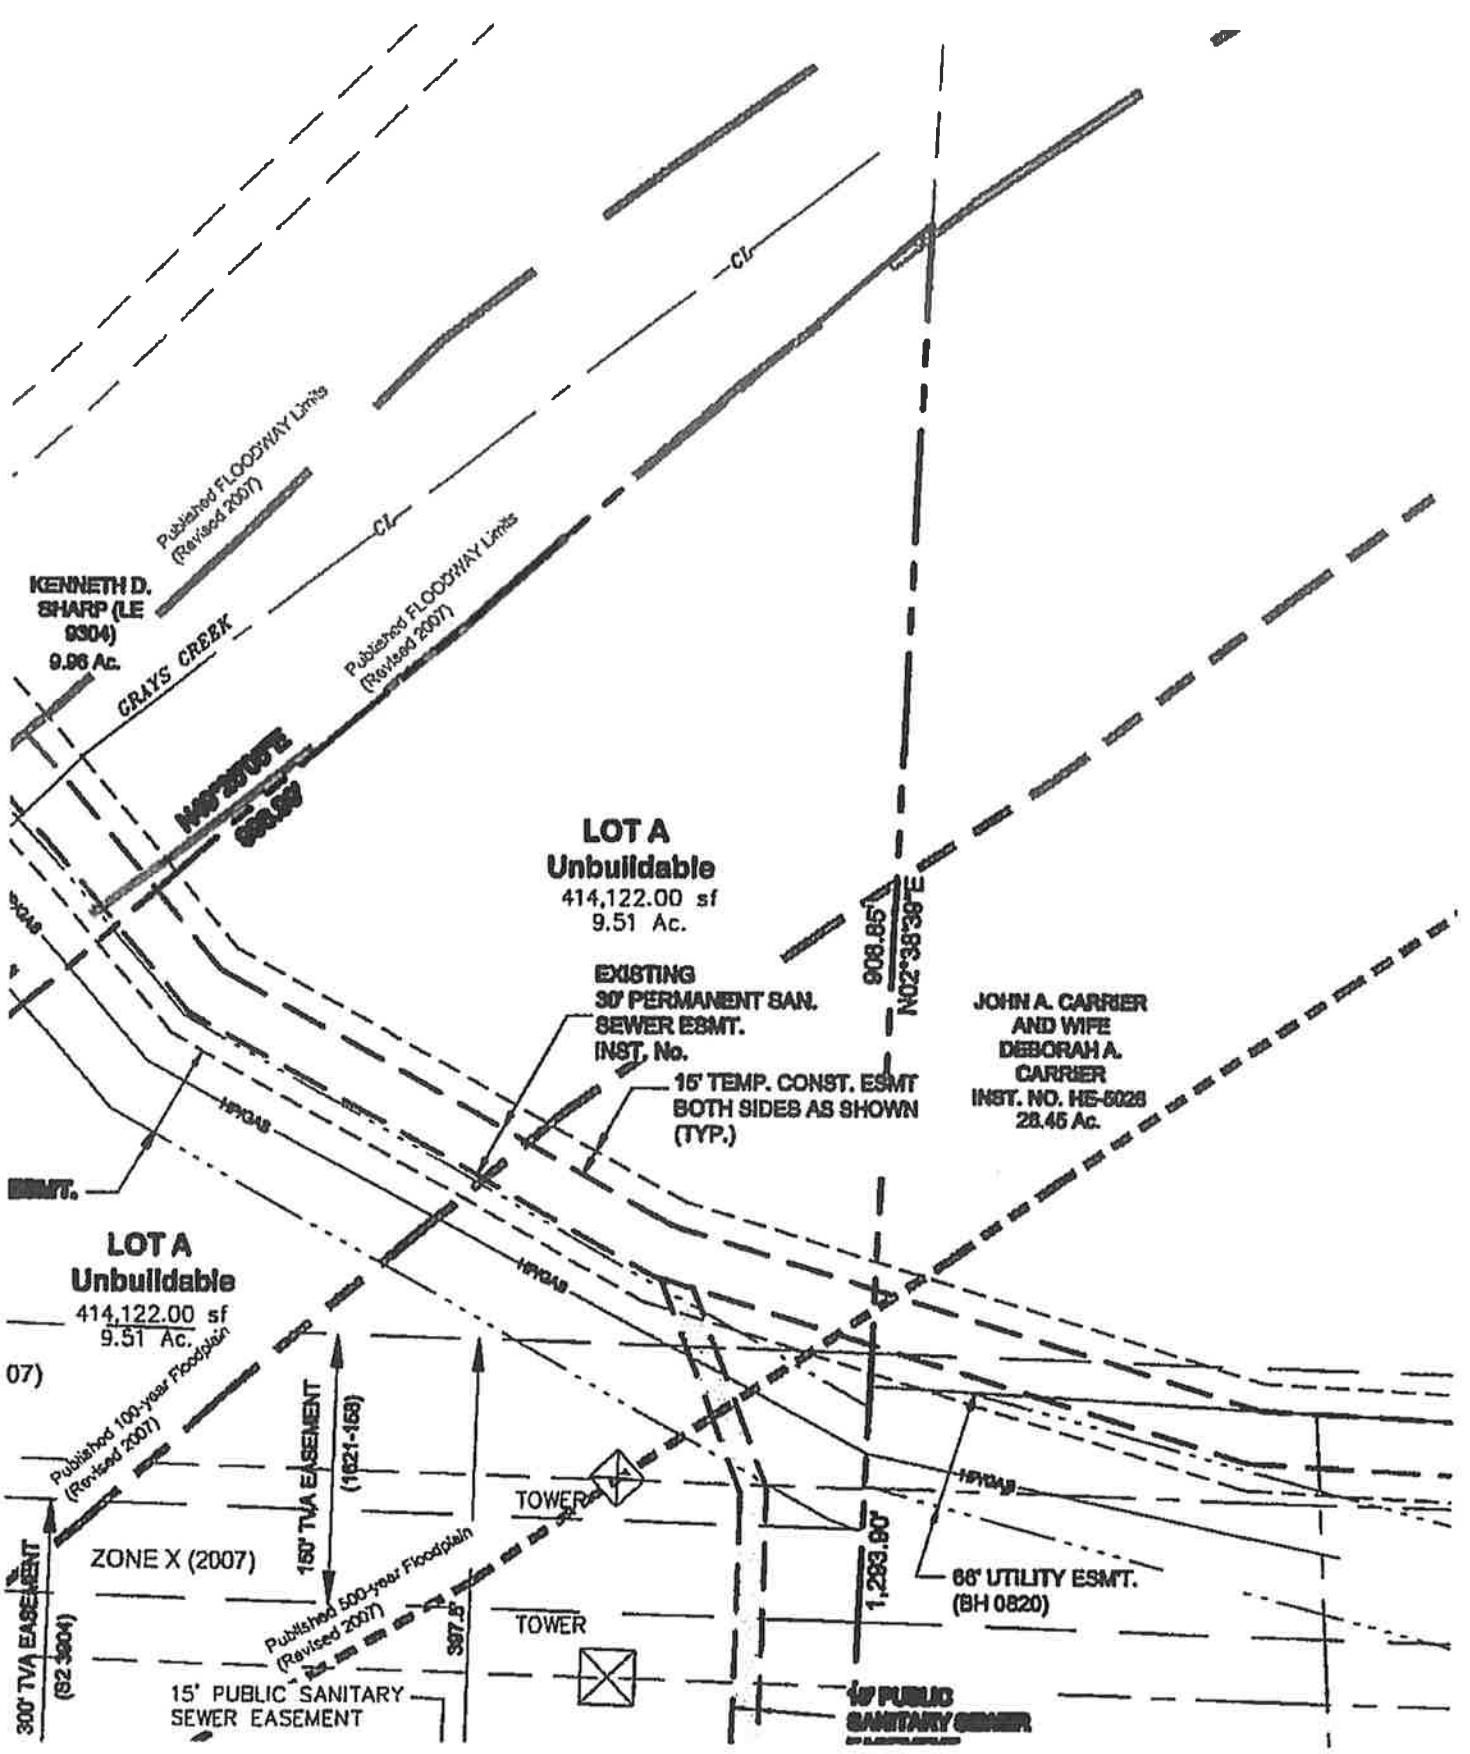 CL
Published FLOODWAY Limits
(Revised 2007)
CL
Published FLOODWAY Limits
(Revised 2007)
KENNETH D.
SHARP (LE
9304)
9.96 Ac.
GRAYS CREEK
LOT A
Unbuildable
414,122.00 sf
9.51 Ac.
908.85'
N02°38'39"E
EXISTING
30' PERMANENT SAN.
SEWER ESMT.
INST. No.
15' TEMP. CONST. ESMT
BOTH SIDES AS SHOWN
(TYP.)
JOHN A. CARRIER
AND WIFE
DEBORAH A.
CARRIER
INST. NO. HE-5026
26.45 Ac.
HP/GAS
HP/GAS
ESMT.
LOT A
Unbuildable
414,122.00 sf
9.51 Ac.
HP/GAS
07)
Published 100-year Floodplain
(Revised 2007)
150' TVA EASEMENT
(1621-158)
TOWER
HP/GAS
ZONE X (2007)
300' TVA EASEMENT
(S2 3904)
Published 500-year Floodplain
(Revised 2007)
397.5'
1,293.90'
66' UTILITY ESM'T.
(BH 0820)
TOWER
15' PUBLIC SANITARY
SEWER EASEMENT
PUBLIC
SANITARY SEWER